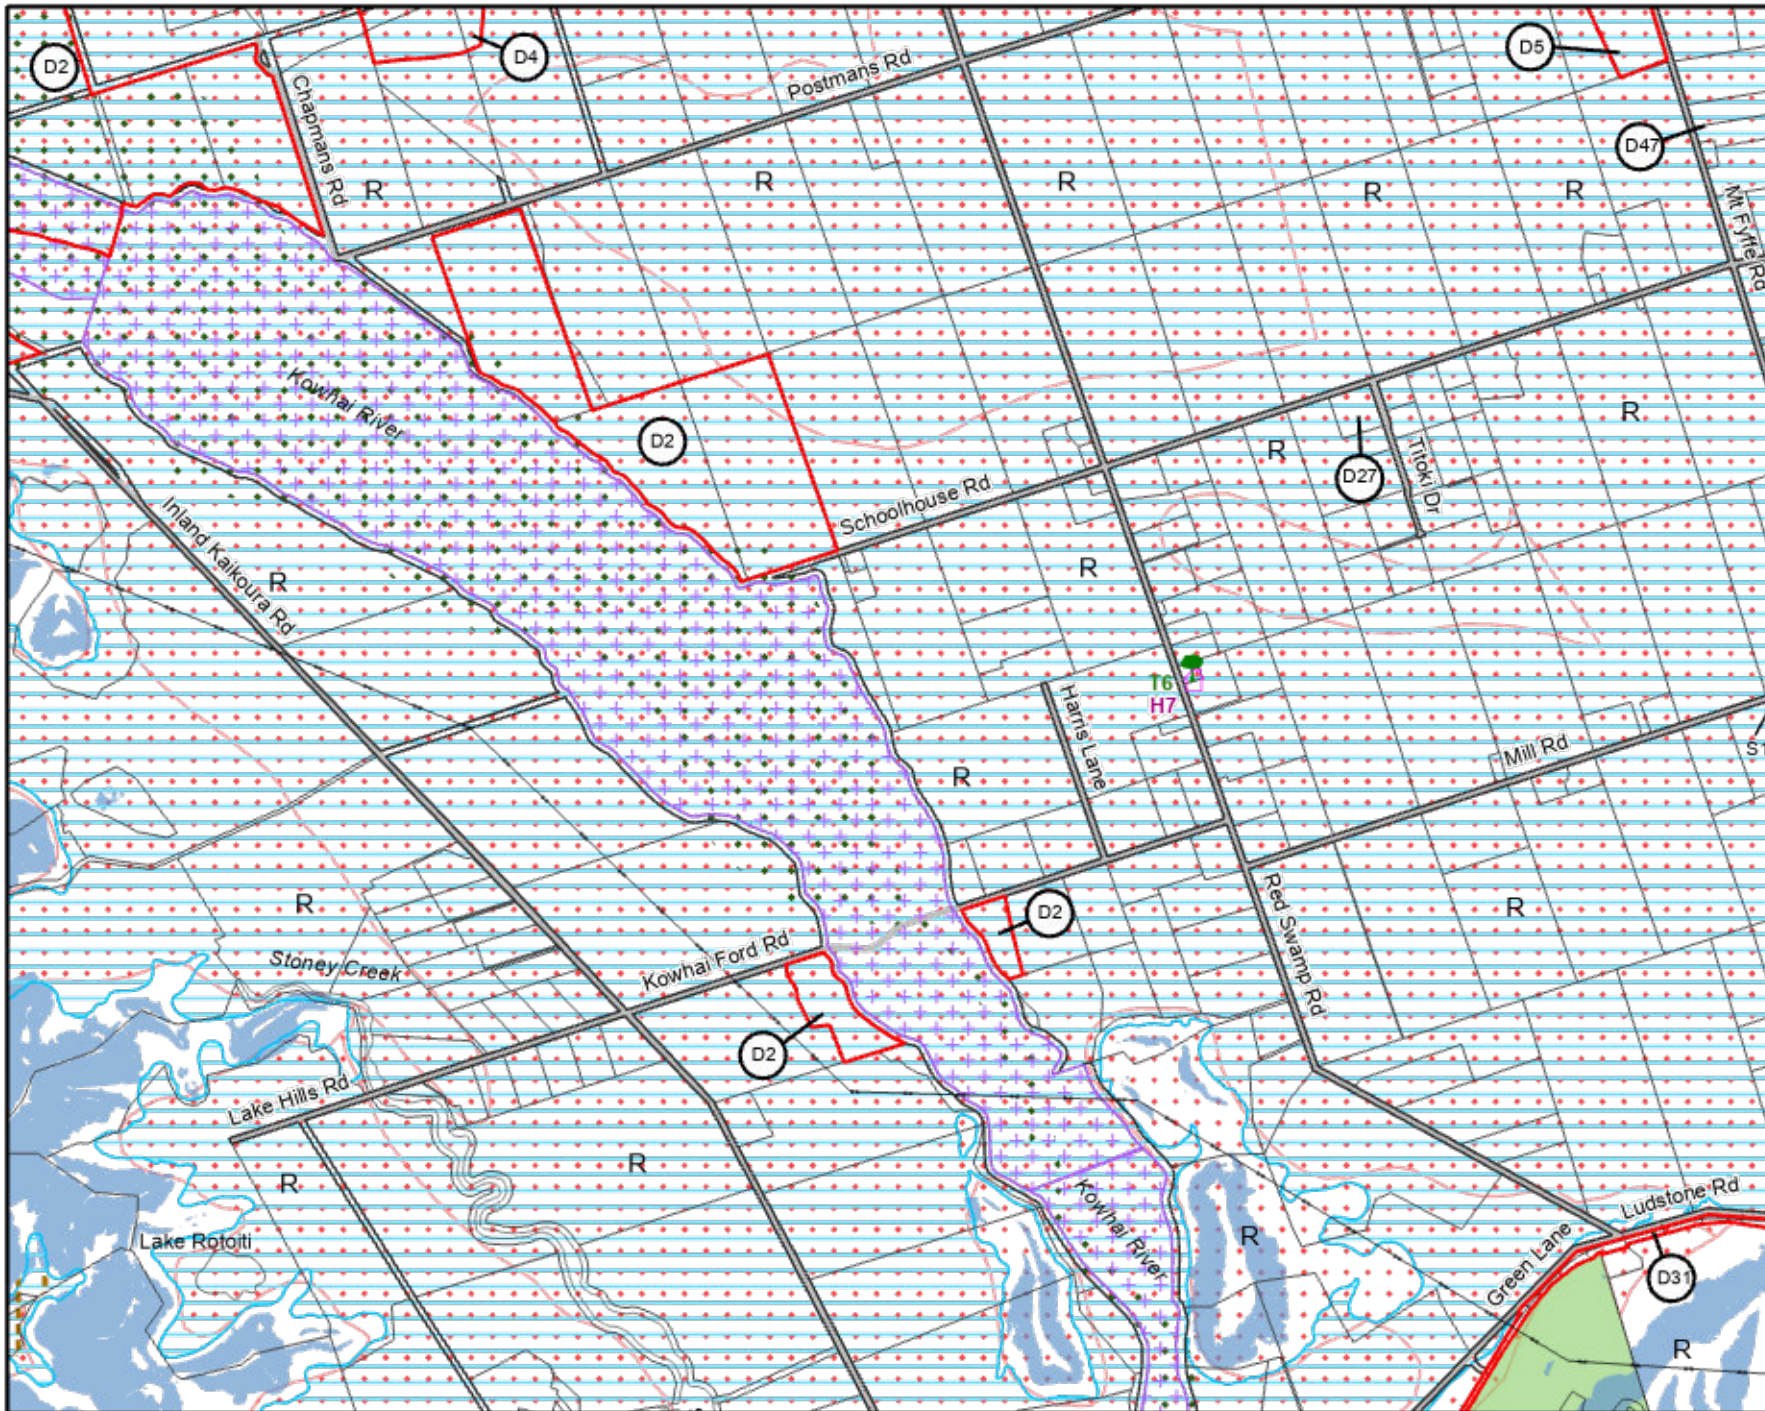 D2
D4
D5
Postmans Rd
Chapmans Rd
D47
R
R
R
R
R
Mt Fyffe Rd
Kowhai River
D2
R
R
D27
Titoki Dr
Schoolhouse Rd
Inland Kaikoura Rd
R
R
T6
H7
Harris Lane
R
Mill Rd
S1
R
Red Swamp Rd
R
D2
Stoney Creek
Kowhai Ford Rd
D2
Lake Hills Rd
R
R
Kowhai River
Ludstone Rd
Lake Rotoiti
R
Green Lane
D31
R